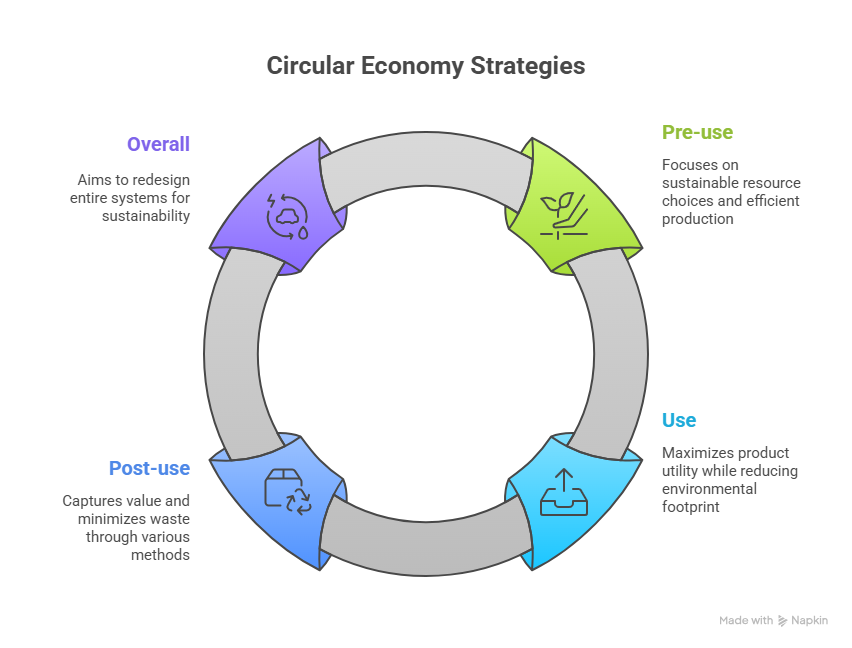 Circular Economy Strategies
Overall
Aims to redesign
entire systems for
sustainability
Pre-use
Focuses on
sustainable resource
choices and efficient
production
Use
Maximizes product
utility while reducing
environmental
footprint
Post-use
Captures value and
minimizes waste
through various
methods
Made with Napkin